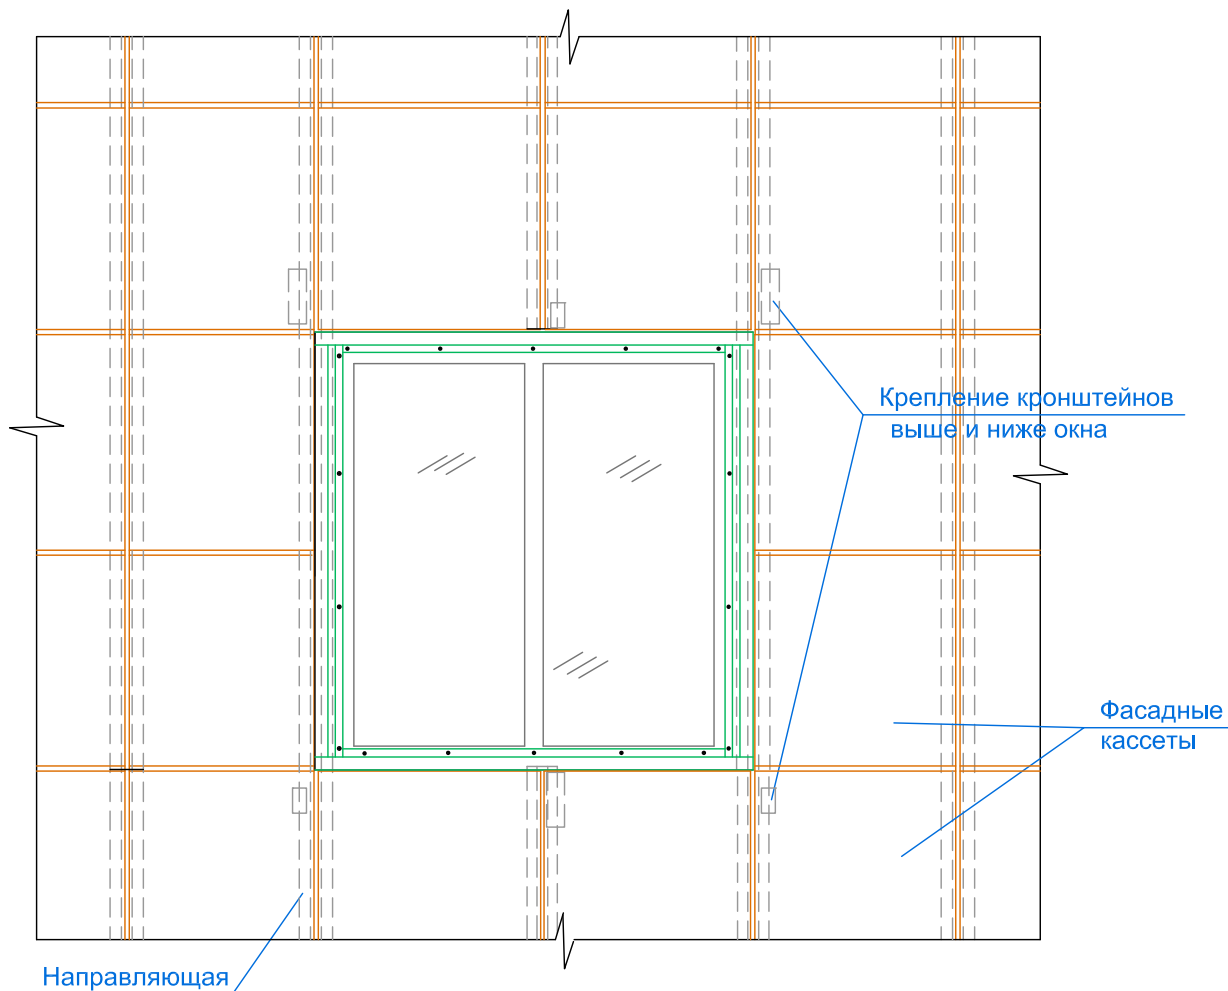 Крепление кронштейнов
выше и ниже окна
Фасадные
кассеты
Направляющая